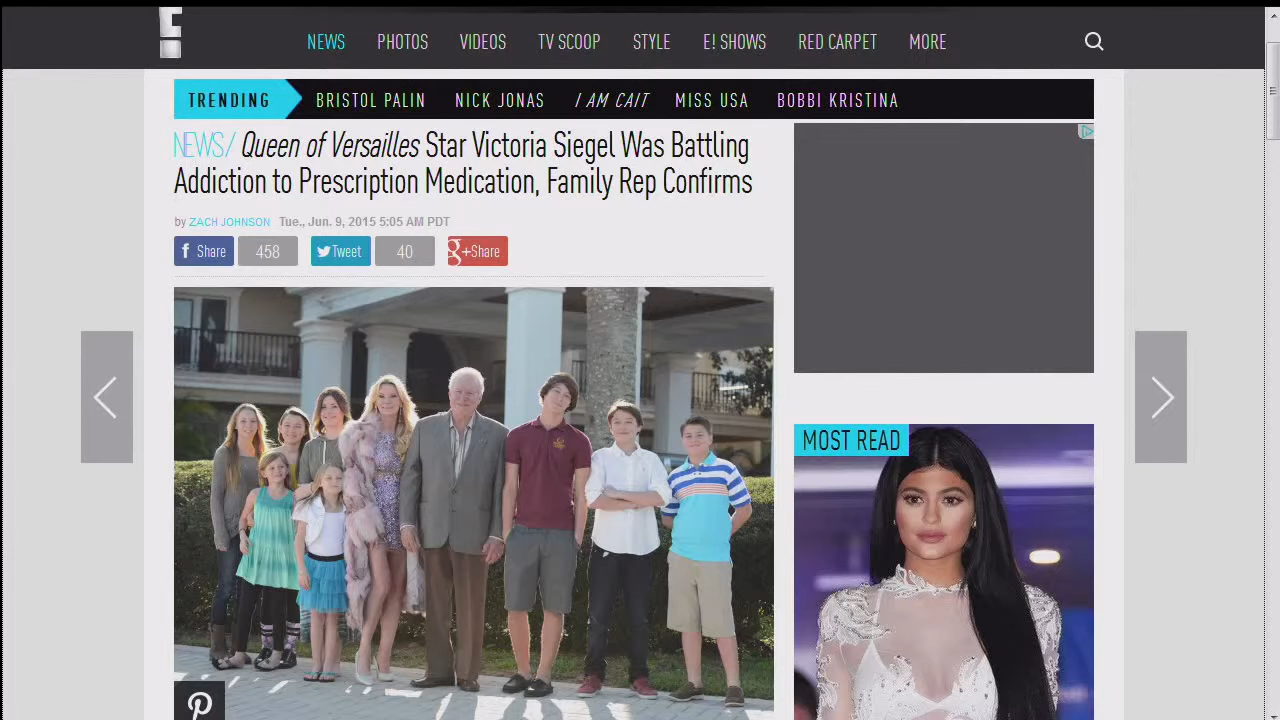 NEWS PHOTOS VIDEOS TV SCOOP STYLE E! SHOWS RED CARPET MORE
TRENDING BRISTOL PALIN NICK JONAS I AM CAIT MISS USA BOBBI KRISTINA
NEWS/ Queen of Versailles Star Victoria Siegel Was Battling
Addiction to Prescription Medication, Family Rep Confirms
by ZACH JOHNSON Tue., Jun. 9, 2015 5:05 AM PDT
f Share 458 Tweet 40 g+Share
MOST READ